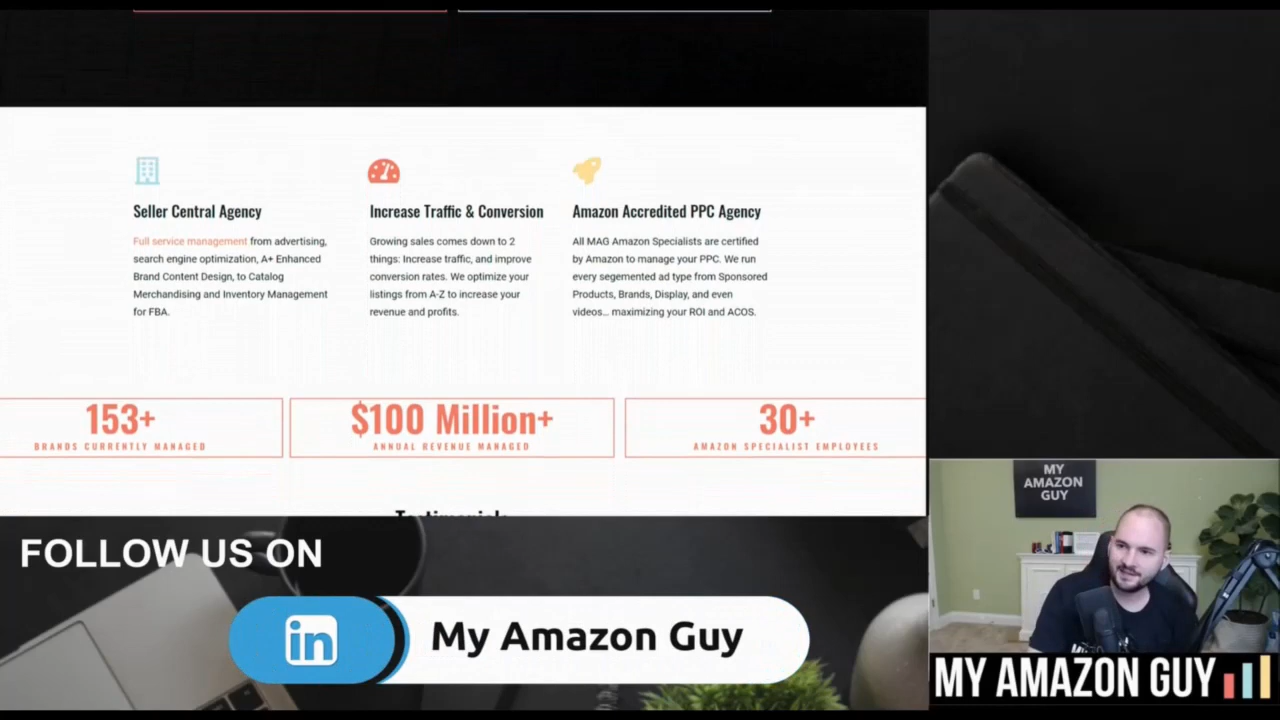 Seller Central Agency
Full service management from advertising,
search engine optimization, A+ Enhanced
Brand Content Design, to Catalog
Merchandising and Inventory Management
for FBA.
Increase Traffic & Conversion
Growing sales comes down to 2
things: Increase traffic, and improve
conversion rates. We optimize your
listings from A-Z to increase your
revenue and profits.
Amazon Accredited PPC Agency
All MAG Amazon Specialists are certified
by Amazon to manage your PPC. We run
every segemented ad type from Sponsored
Products, Brands, Display, and even
videos... maximizing your ROI and ACOS.
153+
BRANDS CURRENTLY MANAGED
$100 Million+
ANNUAL REVENUE MANAGED
30+
AMAZON SPECIALIST EMPLOYEES
Testimonials
FOLLOW US ON
in
My Amazon Guy
MY
AMAZON
GUY
MY AMAZON GUY